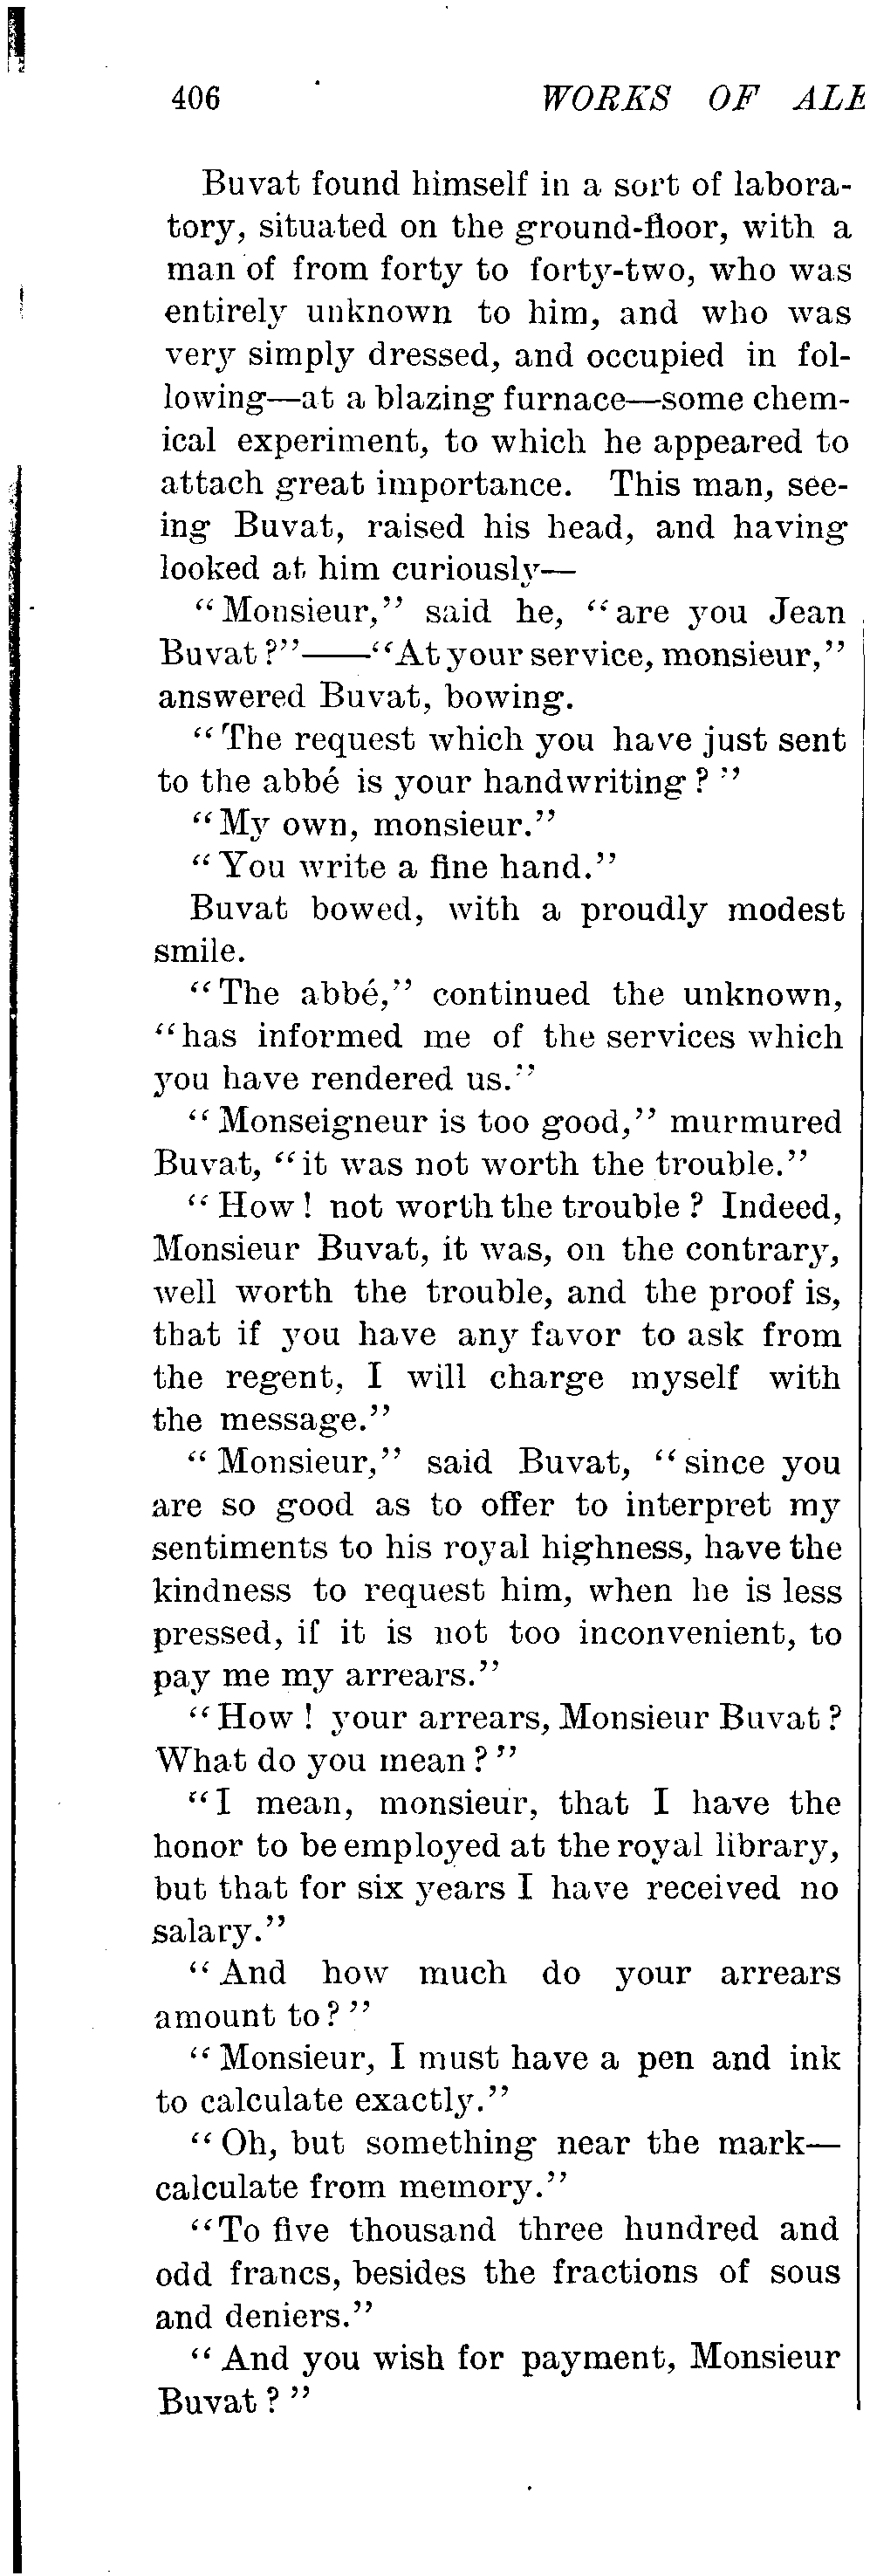 406 WORKS OF ALE
Buvat found himself in a sort of labora-
tory, situated on the ground-floor, with a
man of from forty to forty-two, who was
entirely unknown to him, and who was
very simply dressed, and occupied in fol-
lowing—at a blazing furnace—some chem-
ical experiment, to which he appeared to
attach great importance. This man, see-
ing Buvat, raised his head, and having
looked at him curiously—
"Monsieur," said he, "are you Jean
Buvat?"——"At your service, monsieur,"
answered Buvat, bowing.
"The request which you have just sent
to the abbé is your handwriting?"
"My own, monsieur."
"You write a fine hand."
Buvat bowed, with a proudly modest
smile.
"The abbé," continued the unknown,
"has informed me of the services which
you have rendered us."
"Monseigneur is too good," murmured
Buvat, "it was not worth the trouble."
"How! not worth the trouble? Indeed,
Monsieur Buvat, it was, on the contrary,
well worth the trouble, and the proof is,
that if you have any favor to ask from
the regent, I will charge myself with
the message."
"Monsieur," said Buvat, "since you
are so good as to offer to interpret my
sentiments to his royal highness, have the
kindness to request him, when he is less
pressed, if it is not too inconvenient, to
pay me my arrears."
"How! your arrears, Monsieur Buvat?
What do you mean?"
"I mean, monsieur, that I have the
honor to be employed at the royal library,
but that for six years I have received no
salary."
"And how much do your arrears
amount to?"
"Monsieur, I must have a pen and ink
to calculate exactly."
"Oh, but something near the mark—
calculate from memory."
"To five thousand three hundred and
odd francs, besides the fractions of sous
and deniers."
"And you wish for payment, Monsieur
Buvat?"